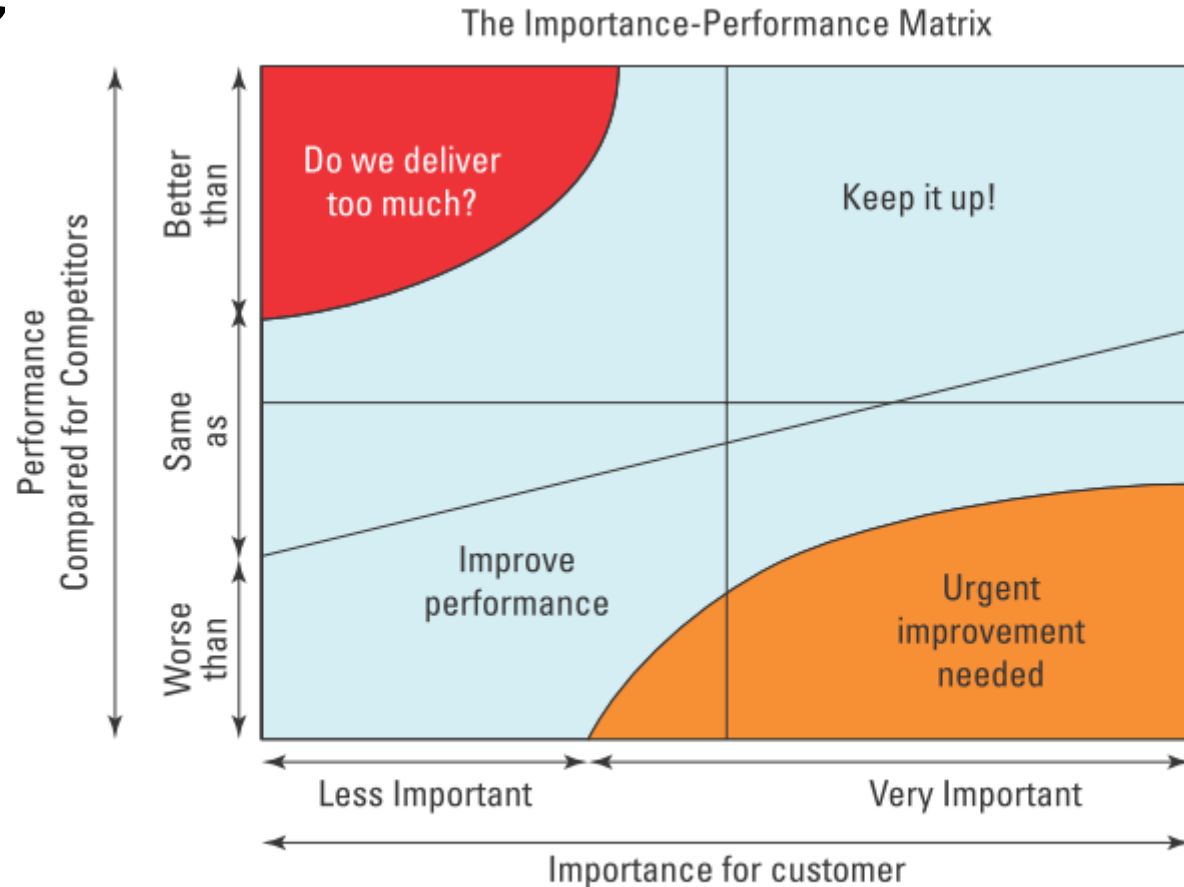 The Importance-Performance Matrix
Performance
Compared for Competitors
Better
than
Same
as
Worse
than
Do we deliver
too much?
Keep it up!
Improve
performance
Urgent
improvement
needed
Less Important
Very Important
Importance for customer